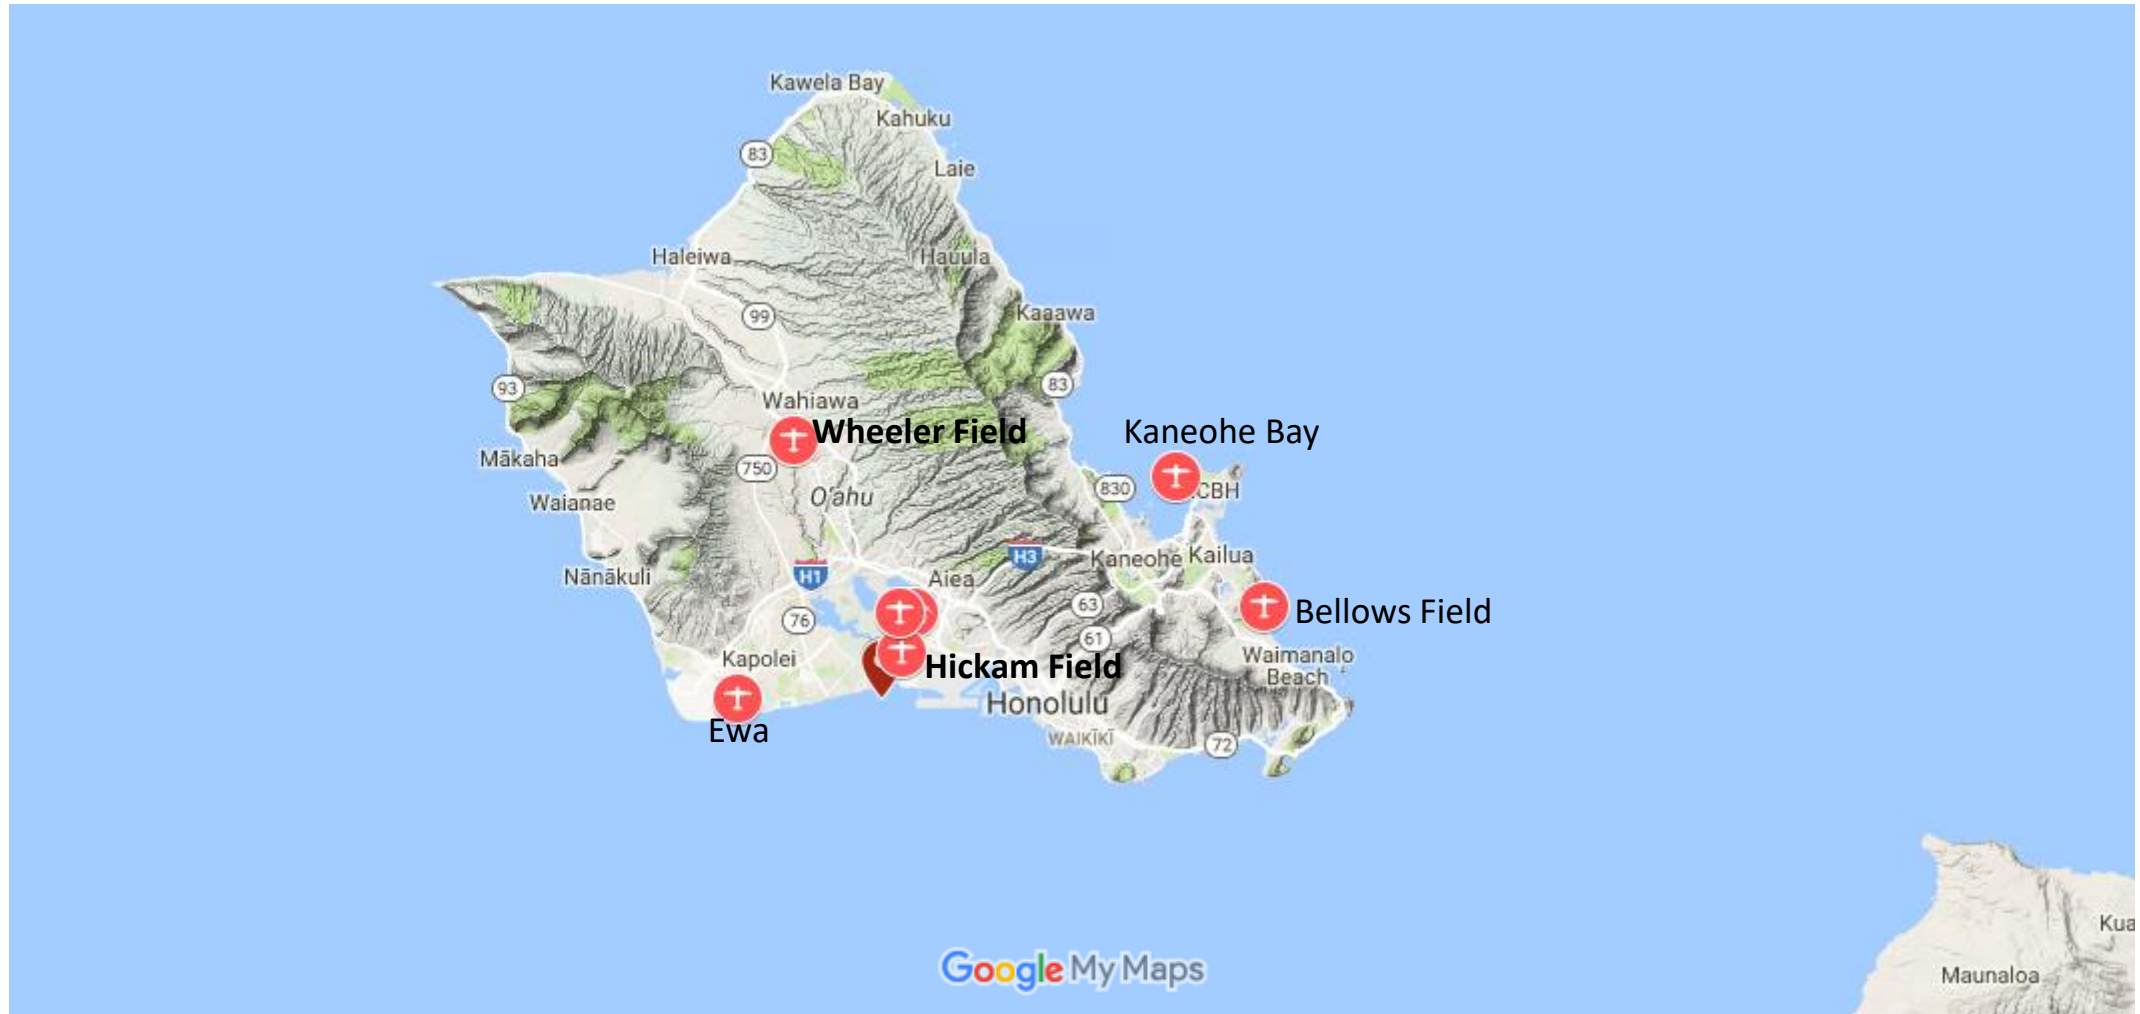 Kawela Bay
Kahuku
83
Laie
Haleiwa
Hauula
99
Kaaawa
93
83
Wahiawa
Wheeler Field
Kaneohe Bay
Mākaha
750
830
CBH
O'ahu
Waianae
H3
Kaneohe
Kailua
H1
Nānākuli
Aiea
63
Bellows Field
76
61
Kapolei
Hickam Field
Waimanalo
Beach
Honolulu
Ewa
WAIKĪKĪ
72
Kua
Google My Maps
Maunaloa